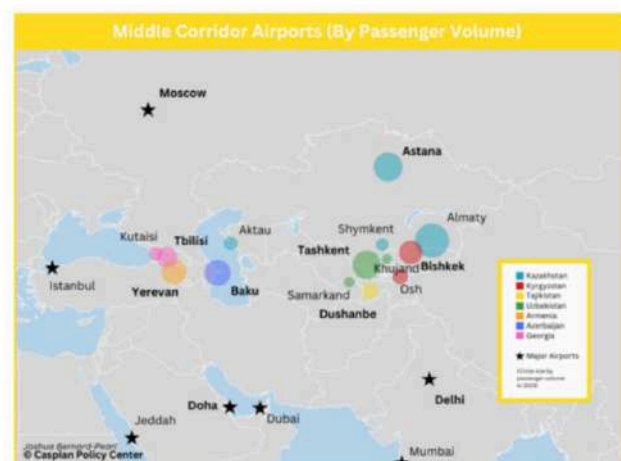 Middle Corridor Airports (By Passenger Volume)
Moscow
Astana
Almaty
Shymkent
Kutaisi
Tbilisi
Aktau
Tashkent
Khujand
Bishkek
Istanbul
Yerevan
Baku
Samarkand
Osh
Dushanbe
Kazakhstan
Kyrgyzstan
Tajikistan
Uzbekistan
Armenia
Azerbaijan
Georgia
Major Airports
passenger volume
Delhi
Doha
Dubai
Jeddah
Mumbai
Joshua Bernard-Pearl
© Caspian Policy Center